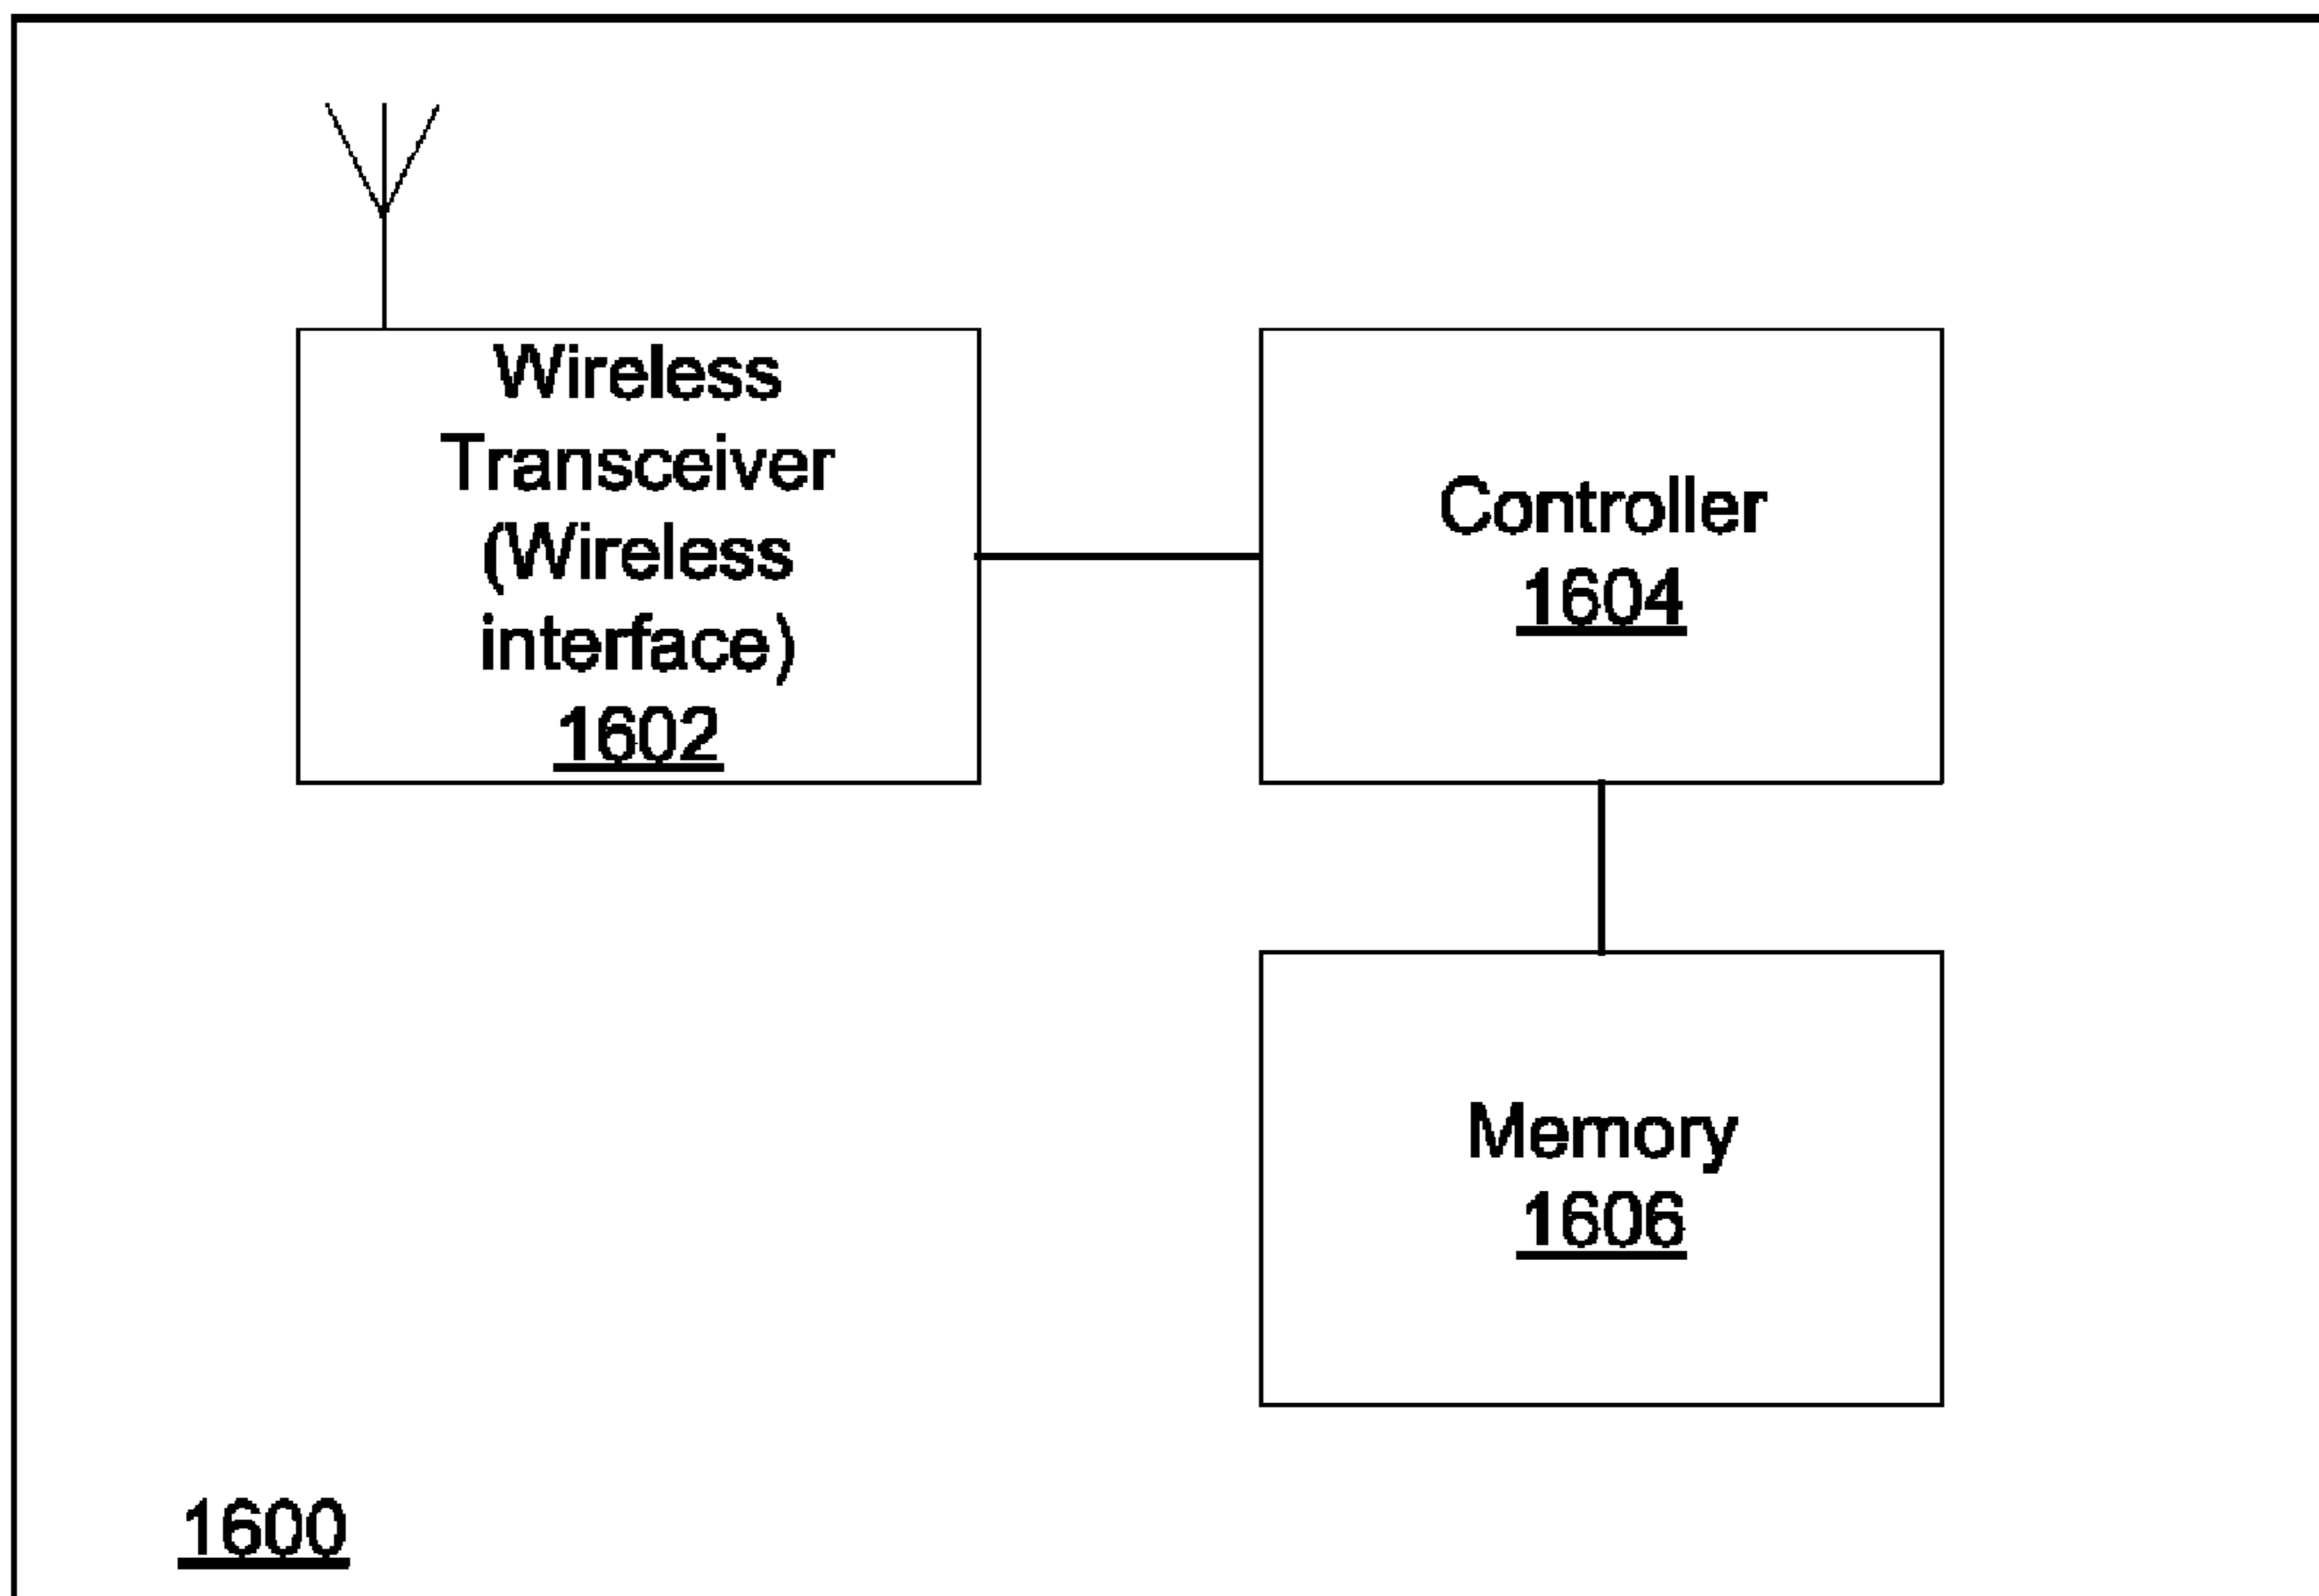 Wireless
Transceiver
(Wireless
interface)
1602
Controller
1604
Memory
1606
1600